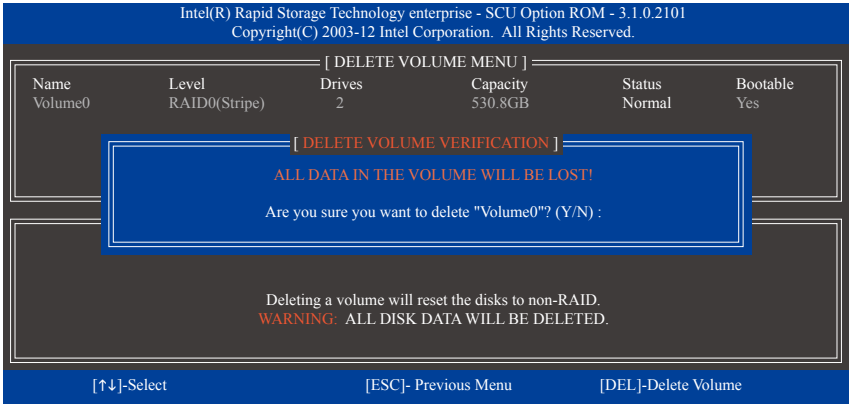 Intel(R) Rapid Storage Technology enterprise - SCU Option ROM - 3.1.0.2101
Copyright(C) 2003-12 Intel Corporation. All Rights Reserved.
[ DELETE VOLUME MENU ]
Name Level Drives Capacity Status Bootable
Volume0 RAID0(Stripe) 2 530.8GB Normal Yes
[ DELETE VOLUME VERIFICATION ]
ALL DATA IN THE VOLUME WILL BE LOST!
Are you sure you want to delete "Volume0"? (Y/N) :
Deleting a volume will reset the disks to non-RAID.
WARNING: ALL DISK DATA WILL BE DELETED.
[↑↓]-Select [ESC]- Previous Menu [DEL]-Delete Volume